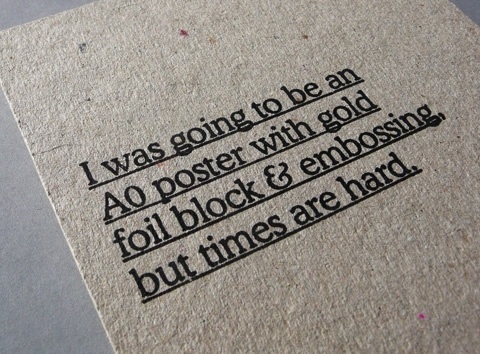 I was going to be an
A0 poster with gold
foil block & embossing,
but times are hard.